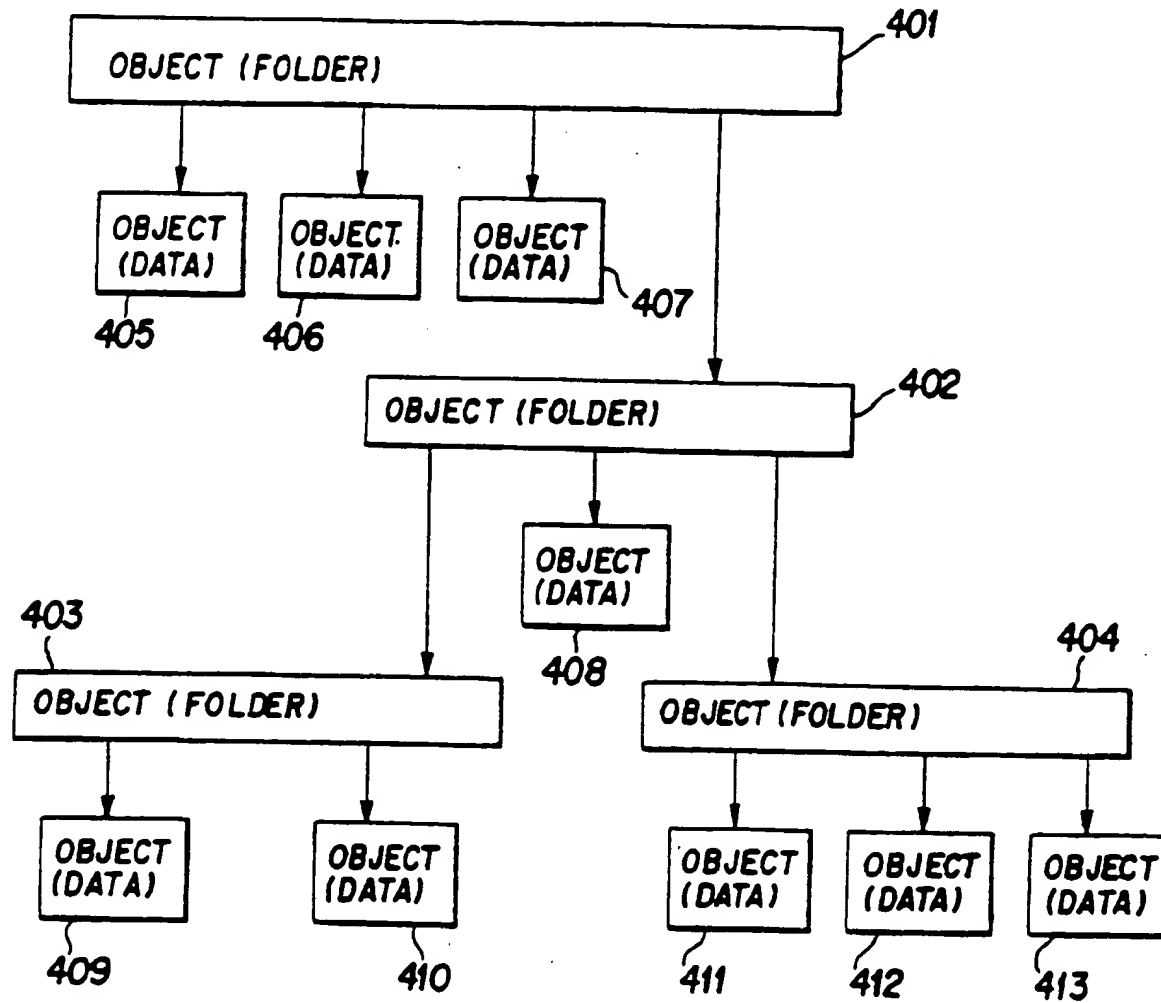 401
OBJECT (FOLDER)
OBJECT
(DATA)
405
OBJECT
(DATA)
406
OBJECT
(DATA)
407
402
OBJECT (FOLDER)
OBJECT
(DATA)
408
403
OBJECT (FOLDER)
404
OBJECT (FOLDER)
OBJECT
(DATA)
409
OBJECT
(DATA)
410
OBJECT
(DATA)
411
OBJECT
(DATA)
412
OBJECT
(DATA)
413